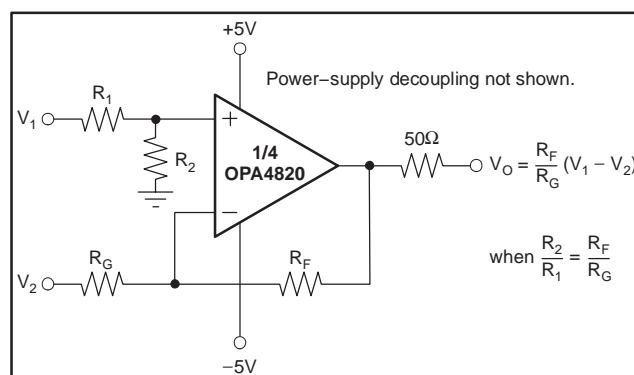 +5V
Power−supply decoupling not shown.
R1
V1
R2
+
1/4
OPA4820
−
50Ω
VO = RF/RG (V1 − V2)
when R2/R1 = RF/RG
RG
V2
RF
−5V